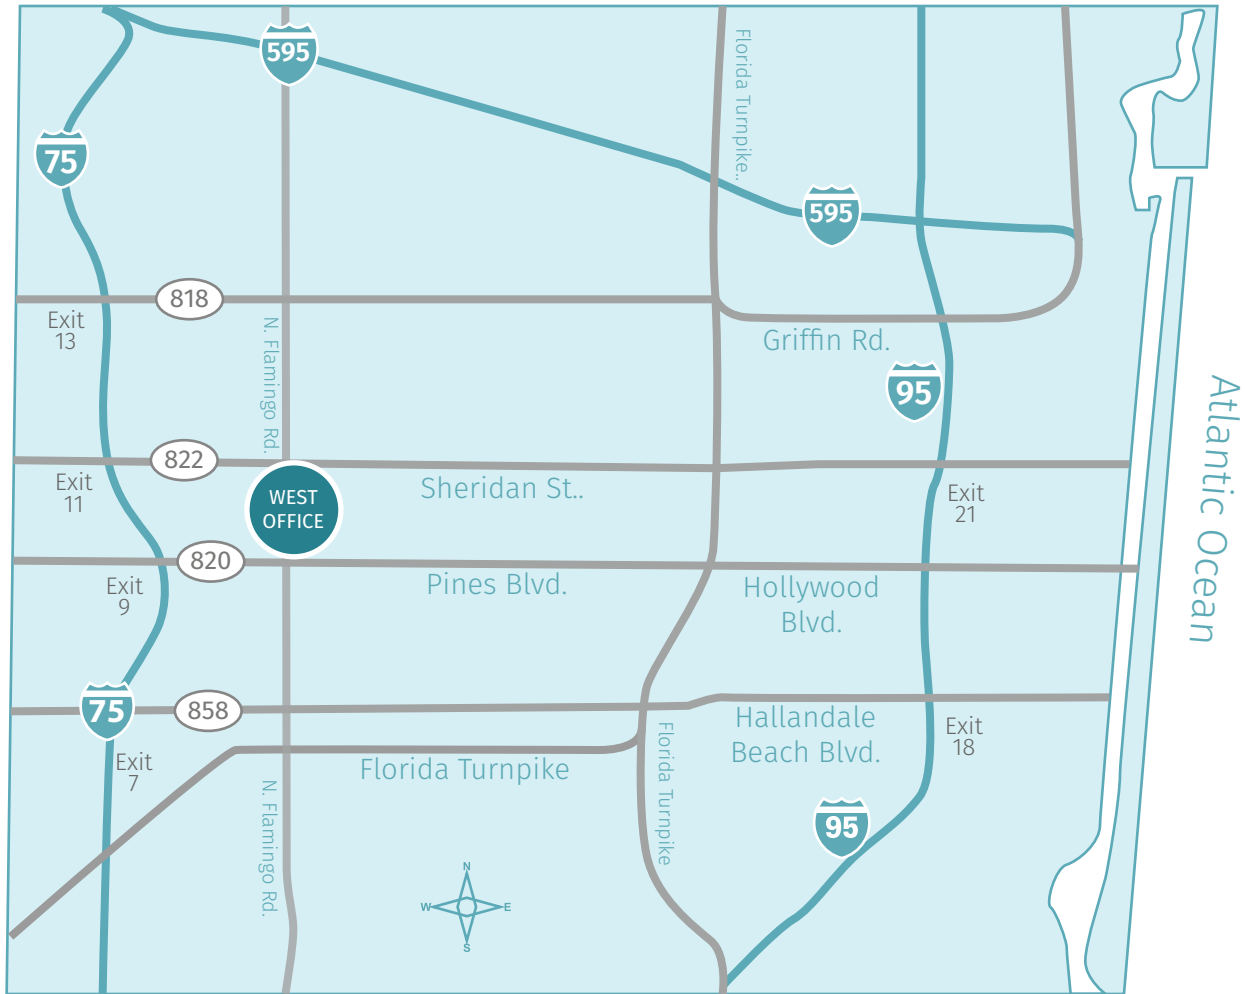 595
Florida Turnpike..
75
595
818
Exit
13
N. Flamingo Rd.
Griffin Rd.
95
Atlantic Ocean
822
Exit
11
Sheridan St..
WEST
OFFICE
Exit
21
820
Exit
9
Pines Blvd.
Hollywood
Blvd.
75
858
Hallandale
Beach Blvd.
Exit
18
Exit
7
Florida Turnpike
Florida Turnpike
N. Flamingo Rd.
95
N
W
E
S